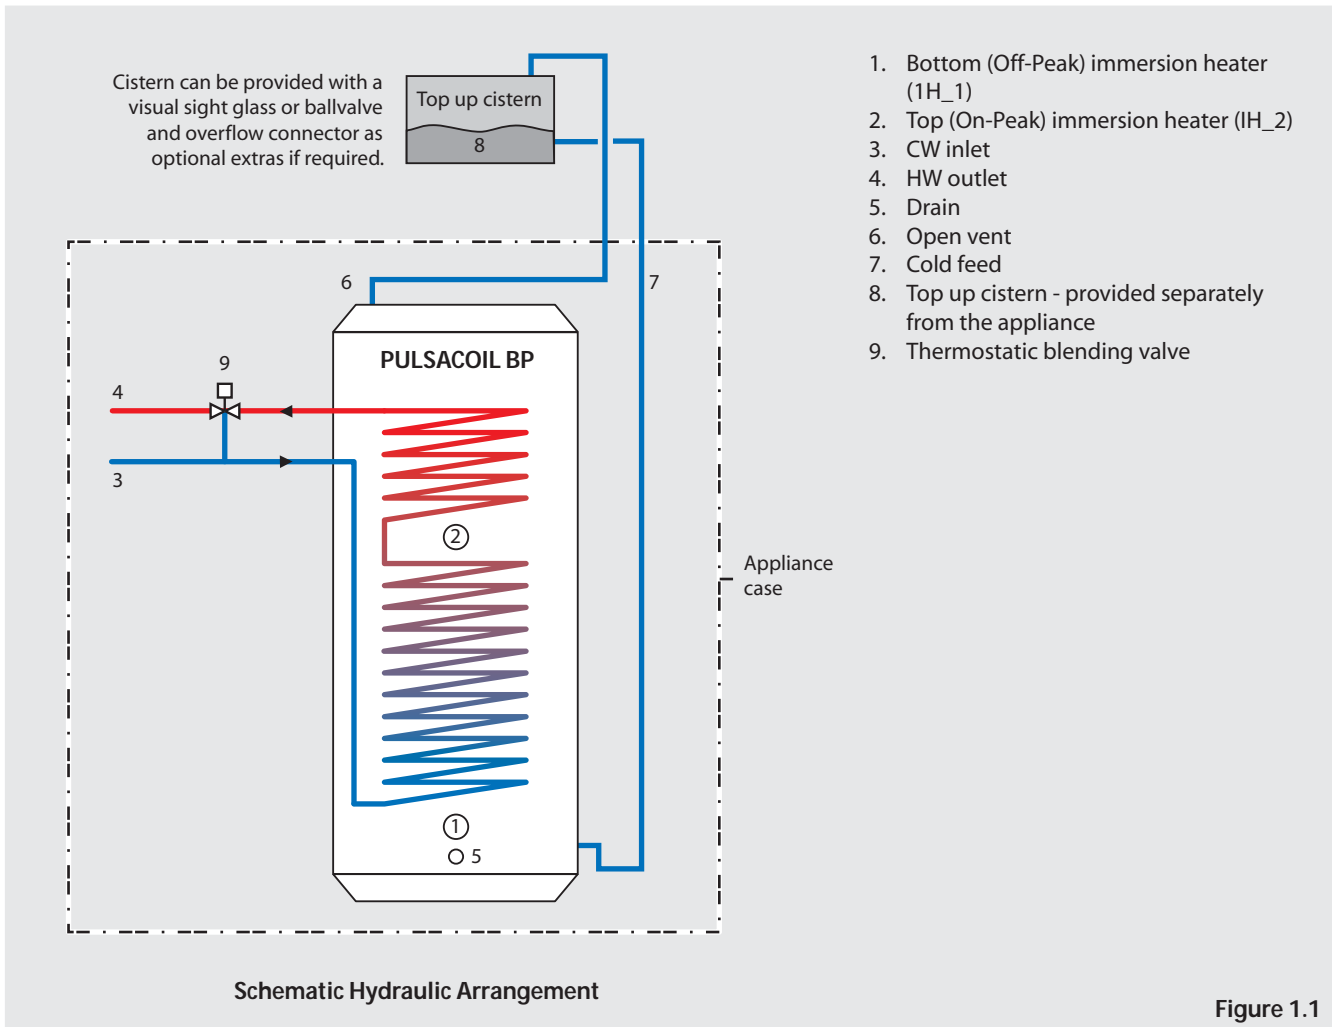 Cistern can be provided with a
visual sight glass or ballvalve
and overflow connector as
optional extras if required.
Top up cistern
8
1. Bottom (Off-Peak) immersion heater
(1H_1)
2. Top (On-Peak) immersion heater (IH_2)
3. CW inlet
4. HW outlet
5. Drain
6. Open vent
7. Cold feed
8. Top up cistern - provided separately
from the appliance
9. Thermostatic blending valve
6
7
PULSACOIL BP
9
4
3
2
Appliance
case
1
5
Schematic Hydraulic Arrangement
Figure 1.1